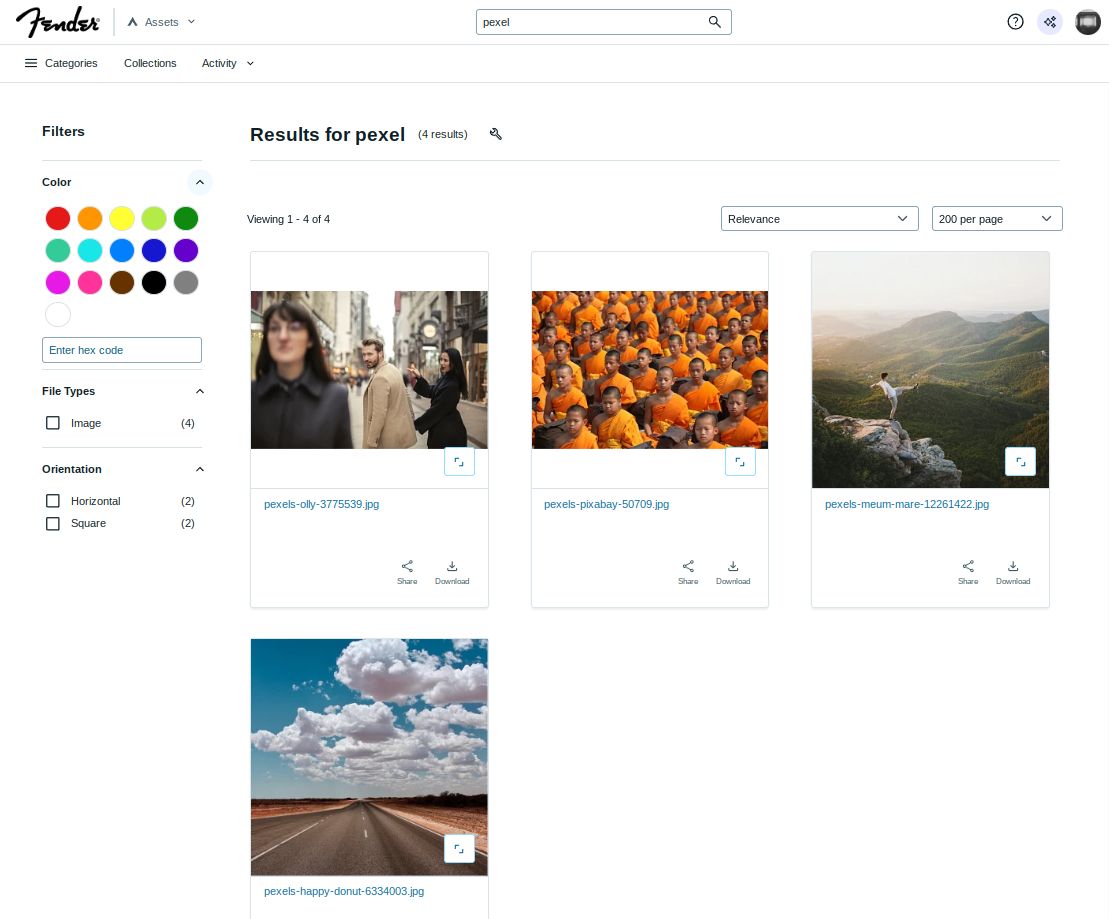 Fender
Assets
pexel
Categories
Collections
Activity
Filters
Results for pexel (4 results)
Color
Viewing 1 - 4 of 4
Relevance
200 per page
Enter hex code
File Types
Image (4)
Orientation
Horizontal (2)
Square (2)
pexels-olly-3775539.jpg
pexels-pixabay-50709.jpg
pexels-meum-mare-12261422.jpg
Share Download
Share Download
Share Download
pexels-happy-donut-6334003.jpg